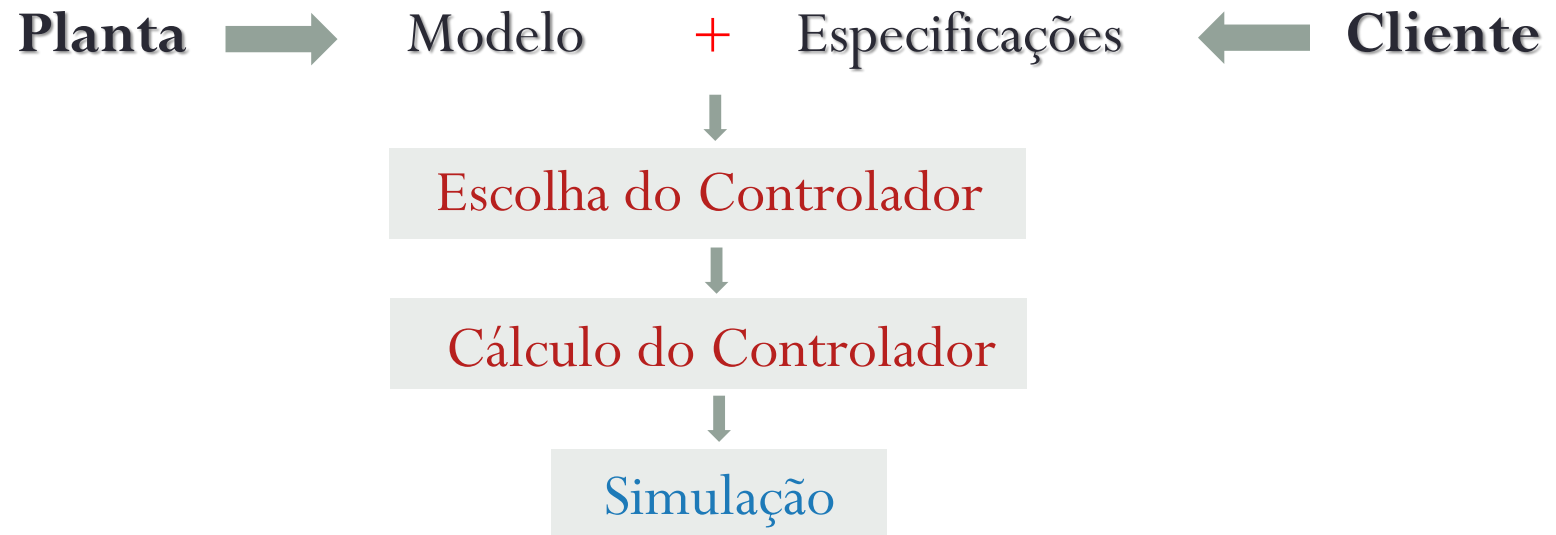 Planta Modelo + Especificações Cliente
Escolha do Controlador
Cálculo do Controlador
Simulação